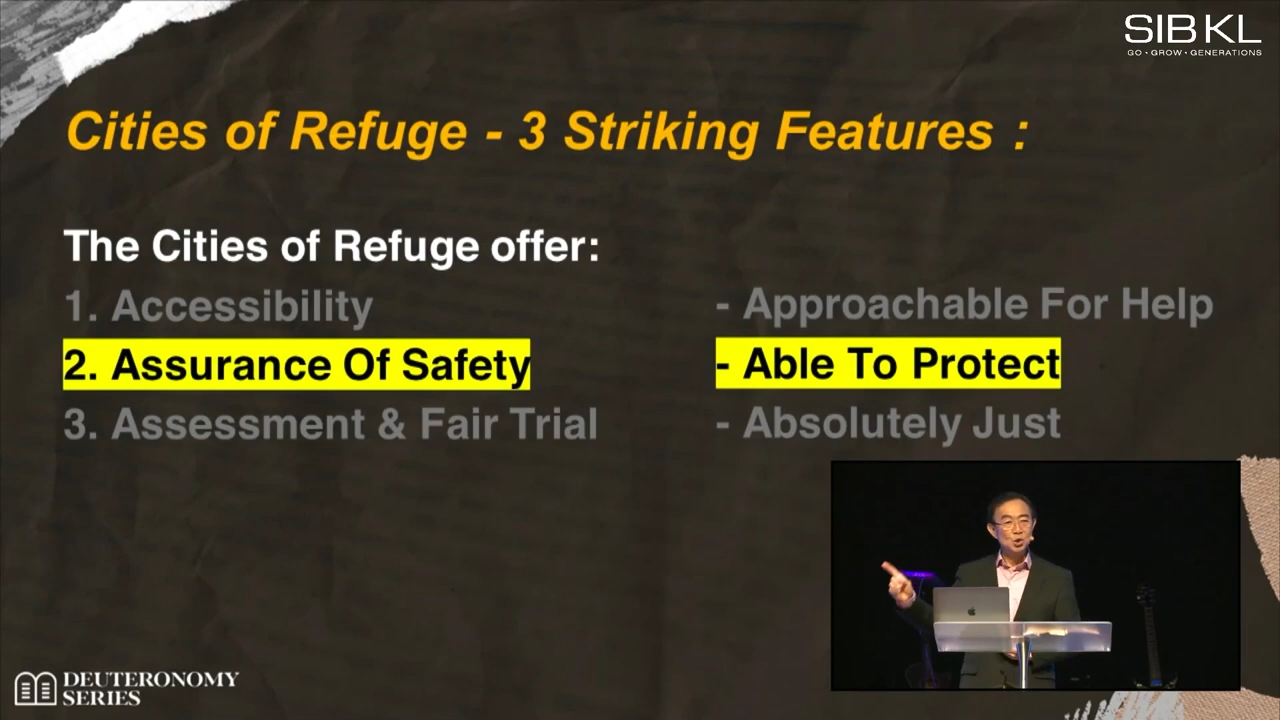 SIBKL
GO • GROW • GENERATIONS
Cities of Refuge - 3 Striking Features :
The Cities of Refuge offer:
1. Accessibility - Approachable For Help
2. Assurance Of Safety - Able To Protect
3. Assessment & Fair Trial - Absolutely Just
DEUTERONOMY
SERIES